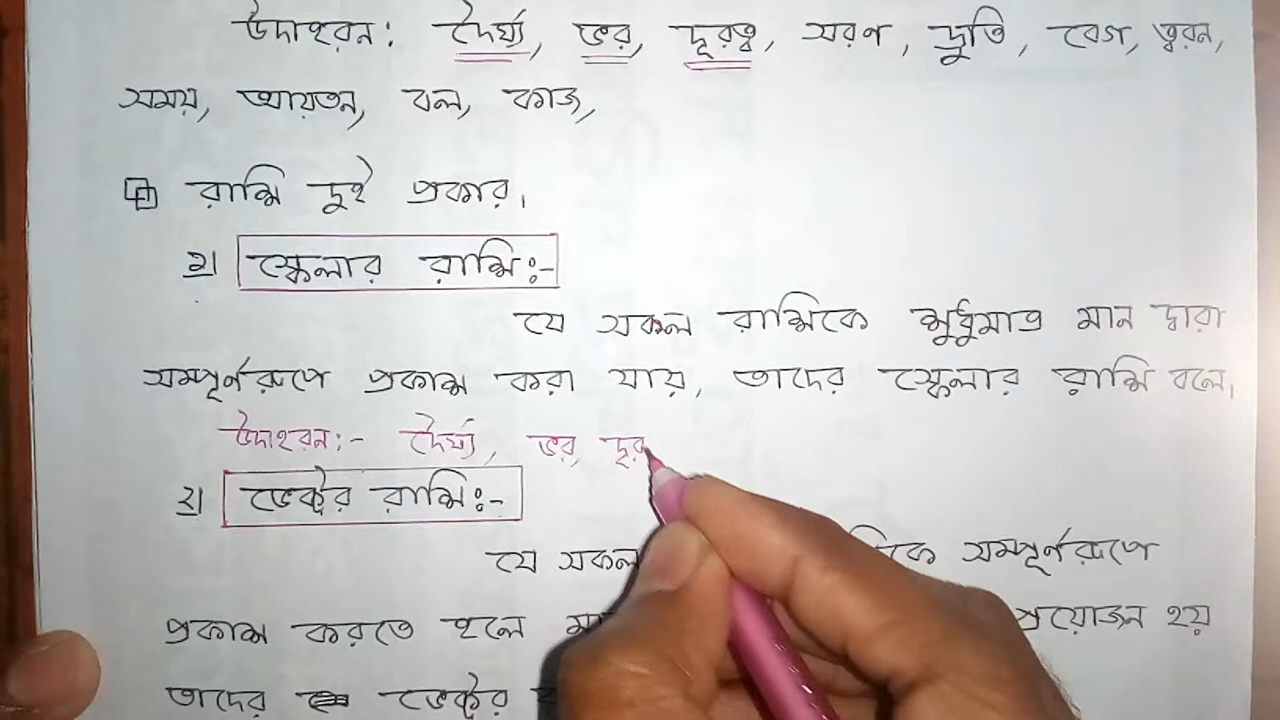 উদাহরন: দৈর্ঘ্য, ভর, দূরত্ব, সরণ, দ্রুতি, বেগ, ত্বরন,
সময়, আয়তন, বল, কাজ,
রাশি দুই প্রকার।
১। স্কেলার রাশি:-
যে সকল রাশিকে শুধুমাত্র মান দ্বারা
সম্পূর্নরুপে প্রকাশ করা যায়, তাদের স্কেলার রাশি বলে।
উদাহরন:- দৈর্ঘ্য, ভর, দূর
২। ভেক্টর রাশি:-
যে সকল সম্পূর্নরুপে
প্রকাশ করতে হলে প্রয়োজন হয়
তাদের ভেক্টর